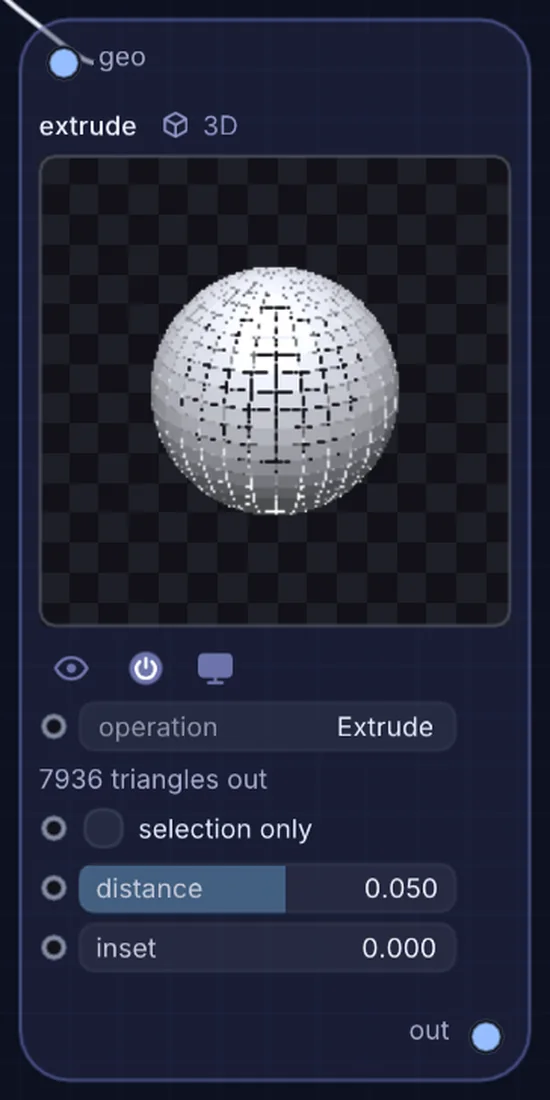 geo
extrude 3D
operation Extrude
7936 triangles out
selection only
distance 0.050
inset 0.000
out